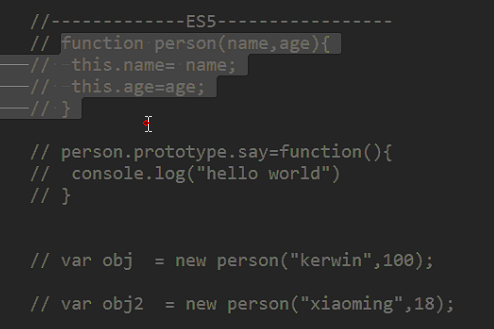 //-------------ES5-----------------
// function person(name,age){
// this.name= name;
// this.age=age;
// }
// person.prototype.say=function(){
// console.log("hello world")
// }
// var obj  = new person("kerwin",100);
// var obj2  = new person("xiaoming",18);